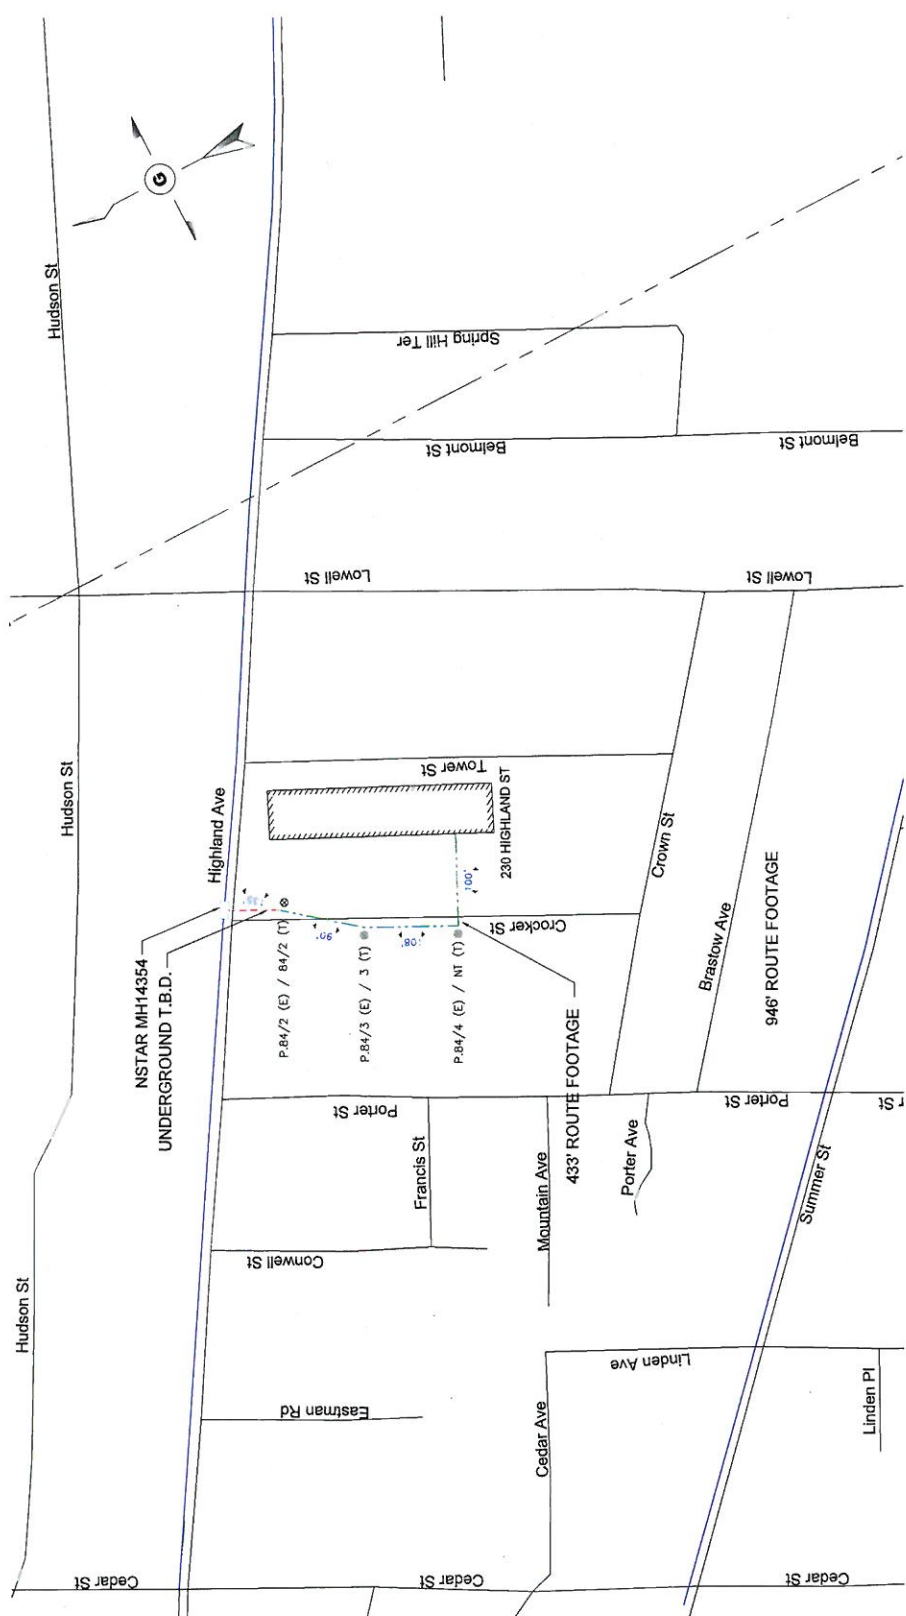 Hudson St
Hudson St
Hudson St
G
Highland Ave
NSTAR MH14354
UNDERGROUND T.B.D.
P.84/2 (E) / 84/2 (T)
P.84/3 (E) / 3 (T)
P.84/4 (E) / NT (T)
90'
108'
100'
230 HIGHLAND ST
433' ROUTE FOOTAGE
946' ROUTE FOOTAGE
Spring Hill Ter
Belmont St
Belmont St
Lowell St
Lowell St
Tower St
Crocker St
Crown St
Brastow Ave
Porter St
Porter St
Francis St
Mountain Ave
Porter Ave
Summer St
Conwell St
Eastman Rd
Cedar Ave
Linden Ave
Linden Pl
Cedar St
Cedar St
Cedar St